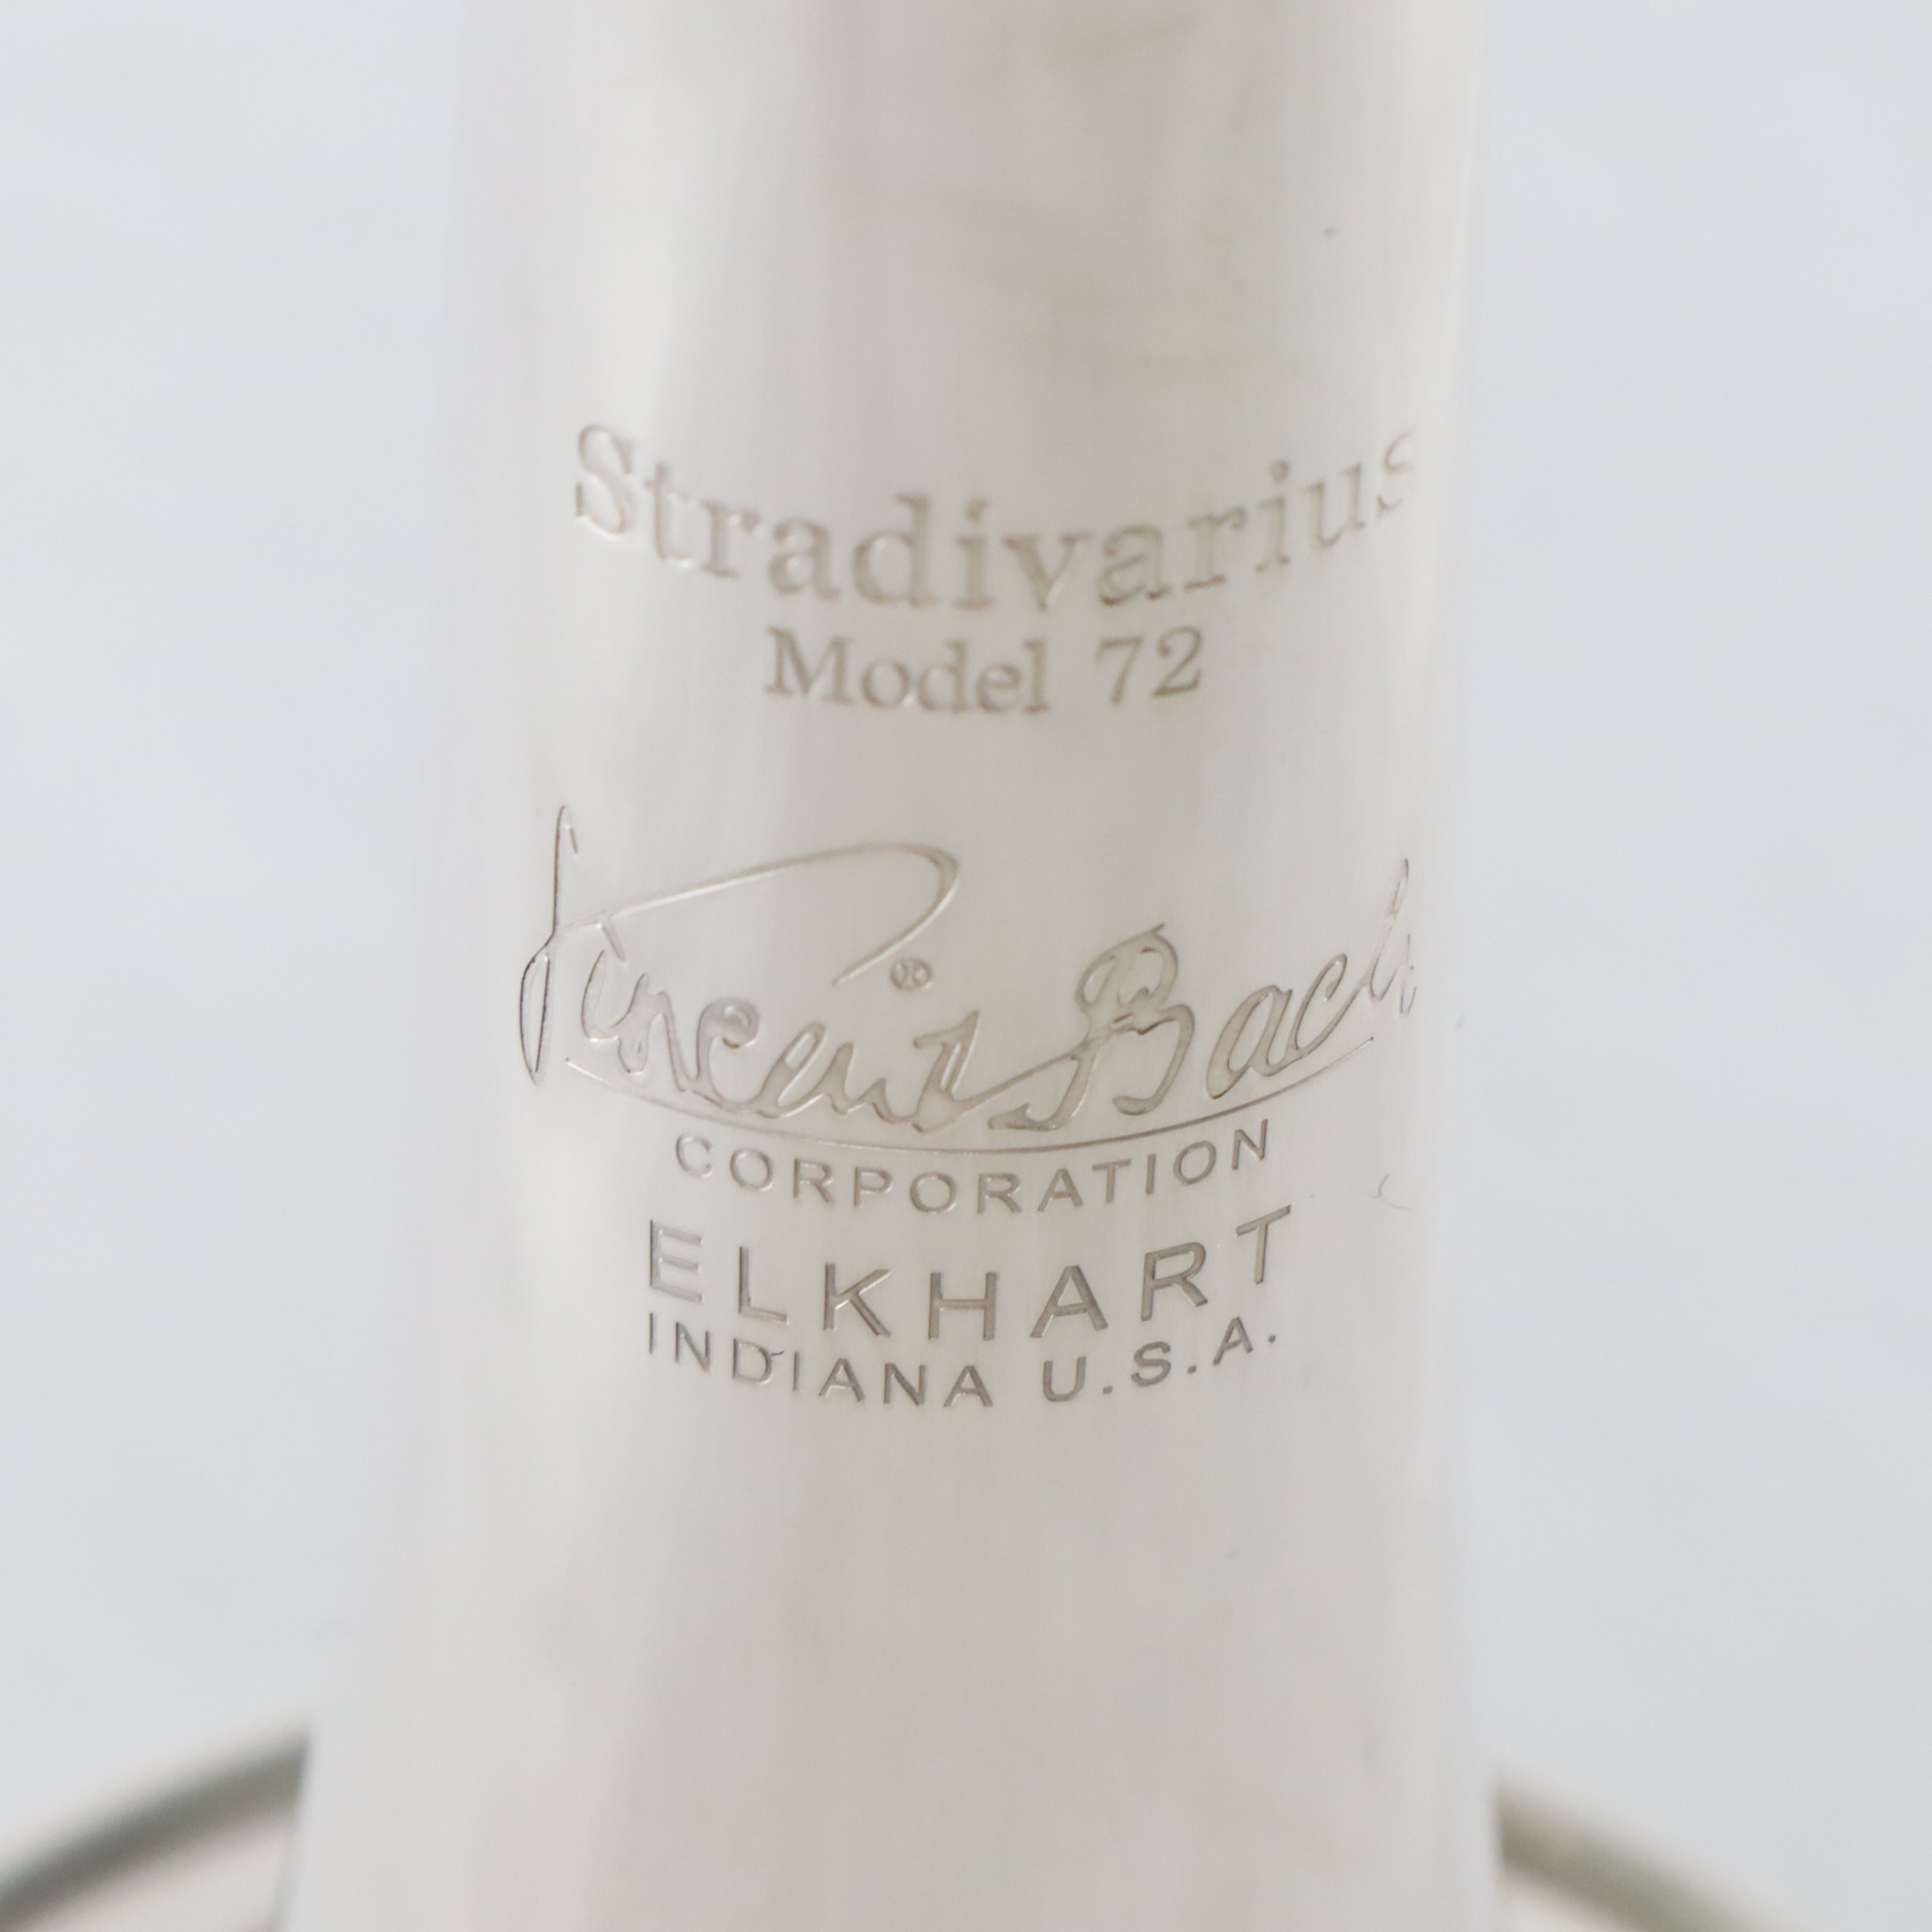 Stradivarius
Model 72
Vincent Bach ®
CORPORATION
ELKHART
INDIANA U.S.A.